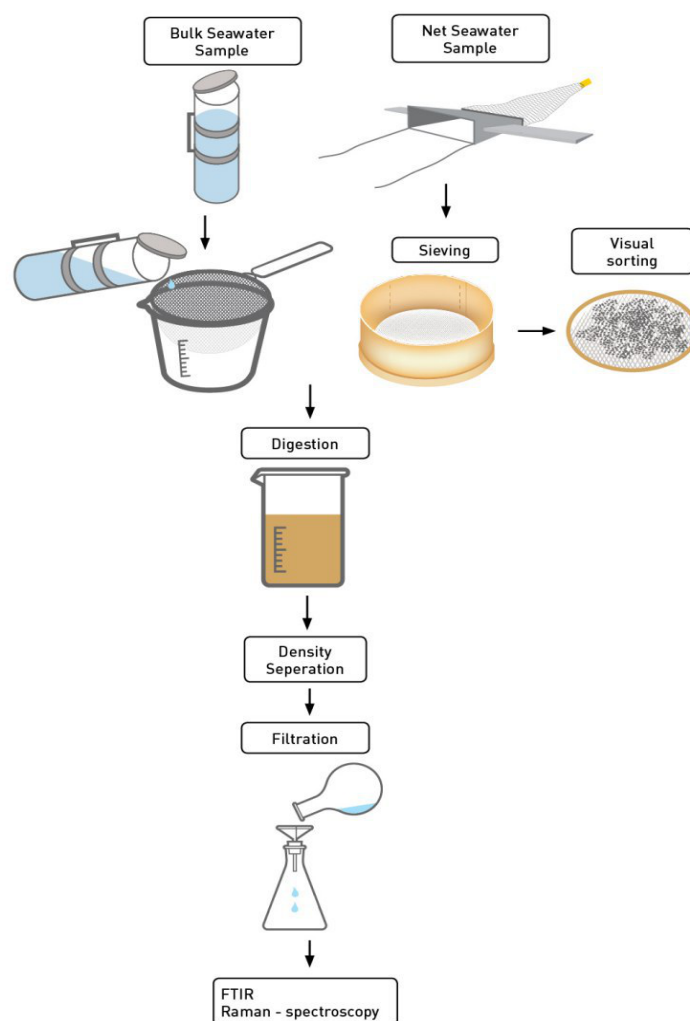 Bulk Seawater
Sample
Net Seawater
Sample
Sieving
Visual
sorting
Digestion
Density
Seperation
Filtration
FTIR
Raman - spectroscopy